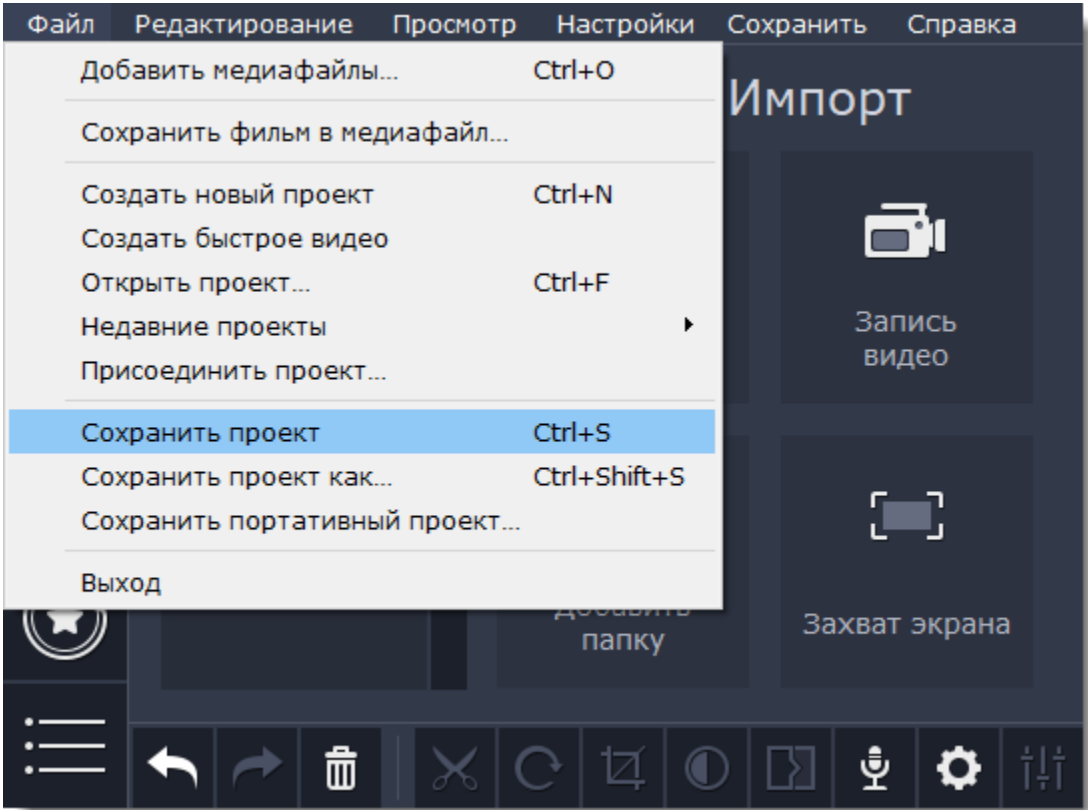 Файл Редактирование Просмотр Настройки Сохранить Справка
Добавить медиафайлы... Ctrl+O
Сохранить фильм в медиафайл...
Создать новый проект Ctrl+N
Создать быстрое видео
Открыть проект... Ctrl+F
Недавние проекты
Присоединить проект...
Сохранить проект Ctrl+S
Сохранить проект как... Ctrl+Shift+S
Сохранить портативный проект...
Выход
Импорт
Запись
видео
Добавить
папку
Захват экрана